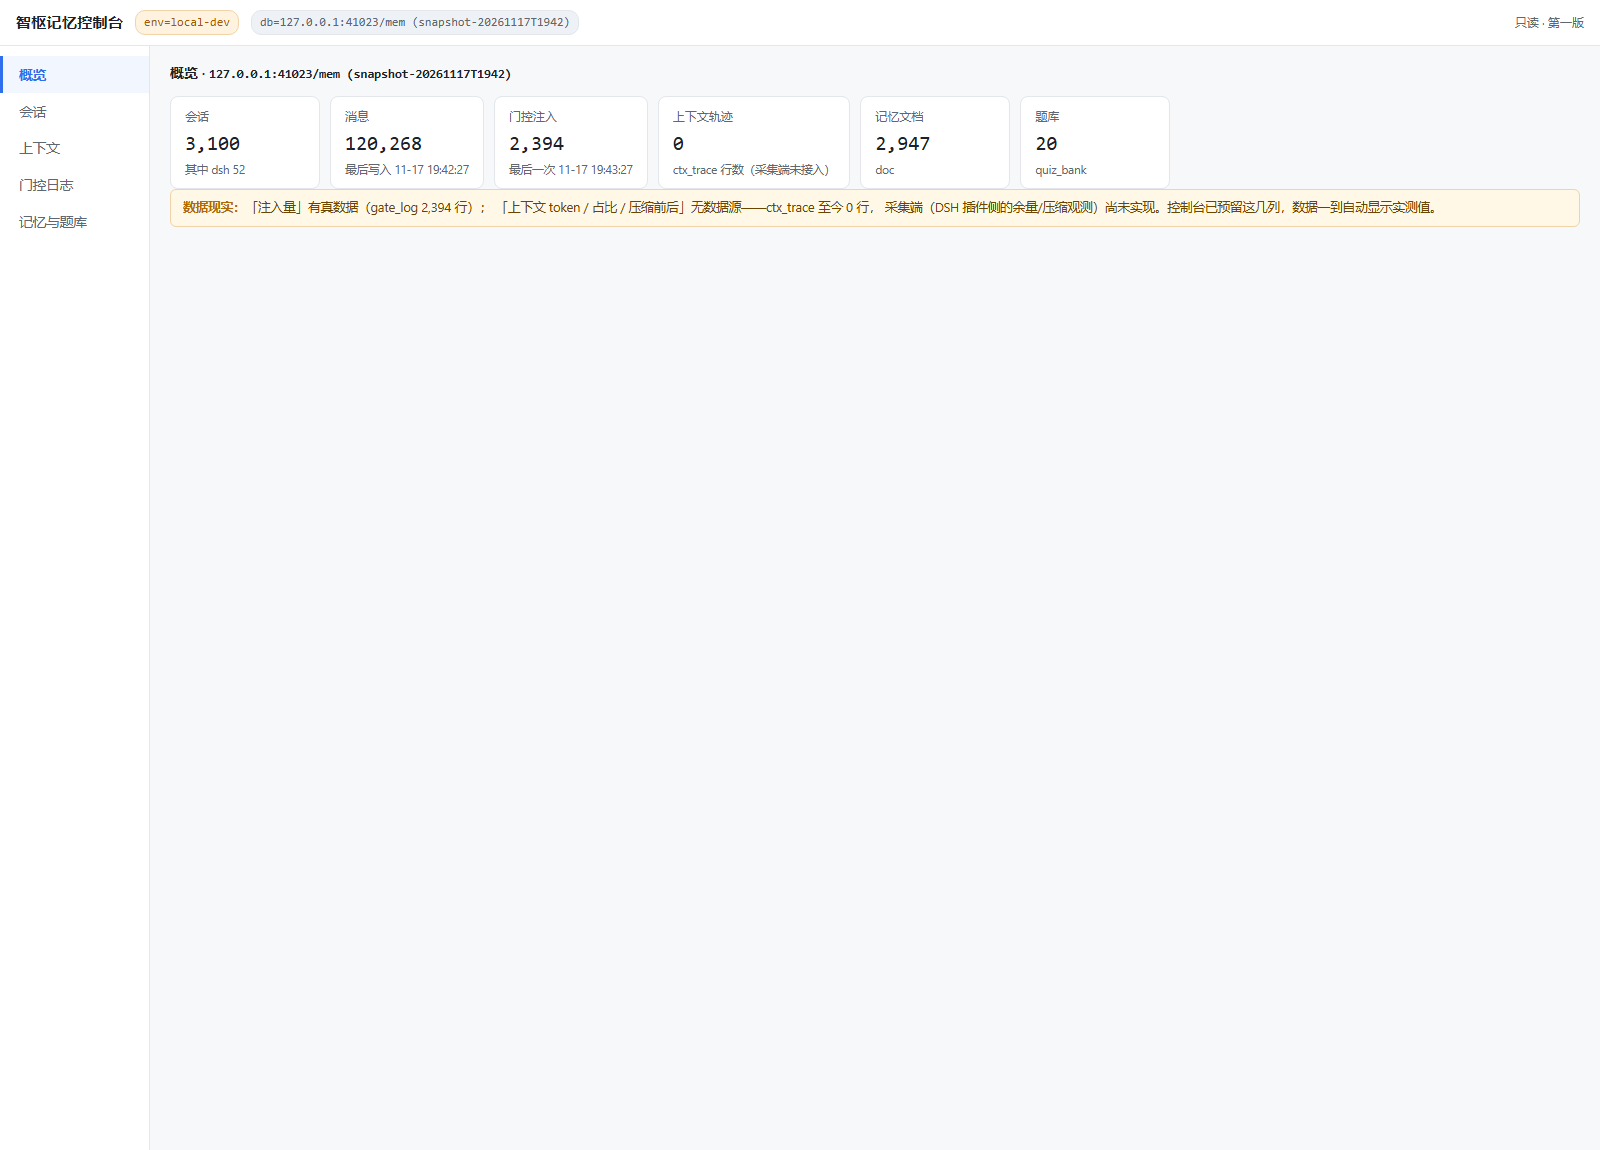 智枢记忆控制台 env=local-dev db=127.0.0.1:41023/mem (snapshot-20261117T1942) 只读 · 第一版
概览
会话
上下文
门控日志
记忆与题库
概览 · 127.0.0.1:41023/mem (snapshot-20261117T1942)
会话
3,100
其中 dsh 52
消息
120,268
最后写入 11-17 19:42:27
门控注入
2,394
最后一次 11-17 19:43:27
上下文轨迹
0
ctx_trace 行数（采集端未接入）
记忆文档
2,947
doc
题库
20
quiz_bank
数据现实：「注入量」有真数据（gate_log 2,394 行）； 「上下文 token / 占比 / 压缩前后」无数据源——ctx_trace 至今 0 行， 采集端（DSH 插件侧的余量/压缩观测）尚未实现。控制台已预留这几列，数据一到自动显示实测值。